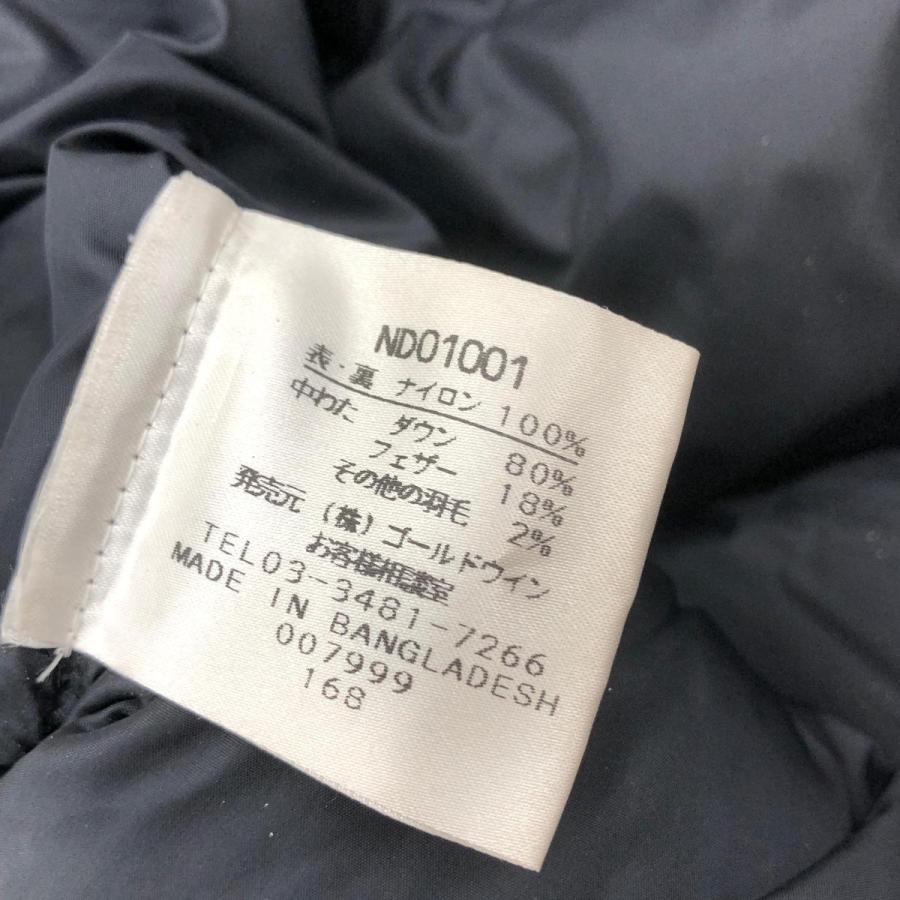 ND01001
表・裏 ナイロン 100%
中わた ダウン 80%
フェザー 18%
その他の羽毛 2%
発売元 (株)ゴールドウイン
お客様相談室
TEL03-3481-7266
MADE IN BANGLADESH
007999
168